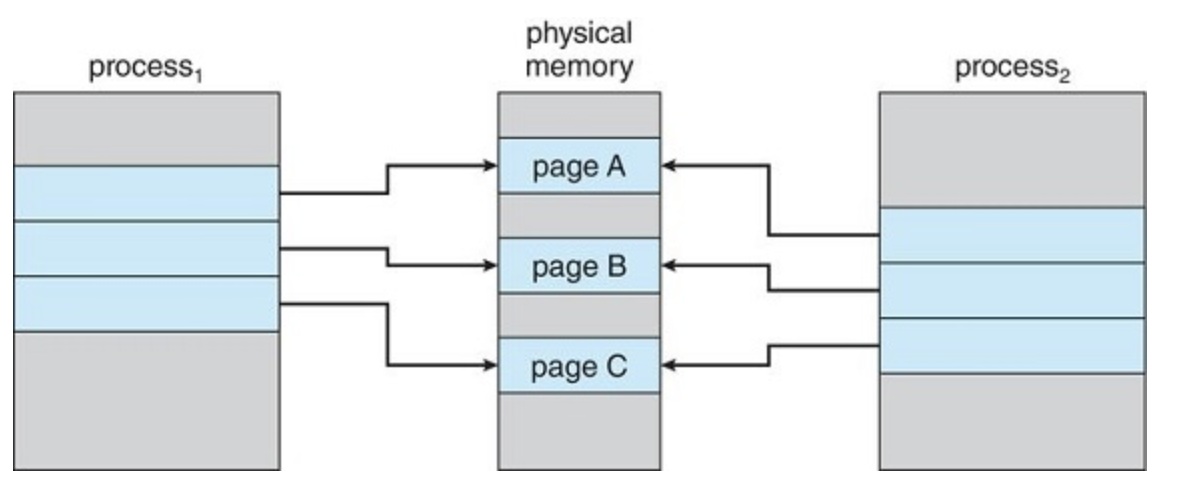 process₁
physical
memory
process₂
page A
page B
page C